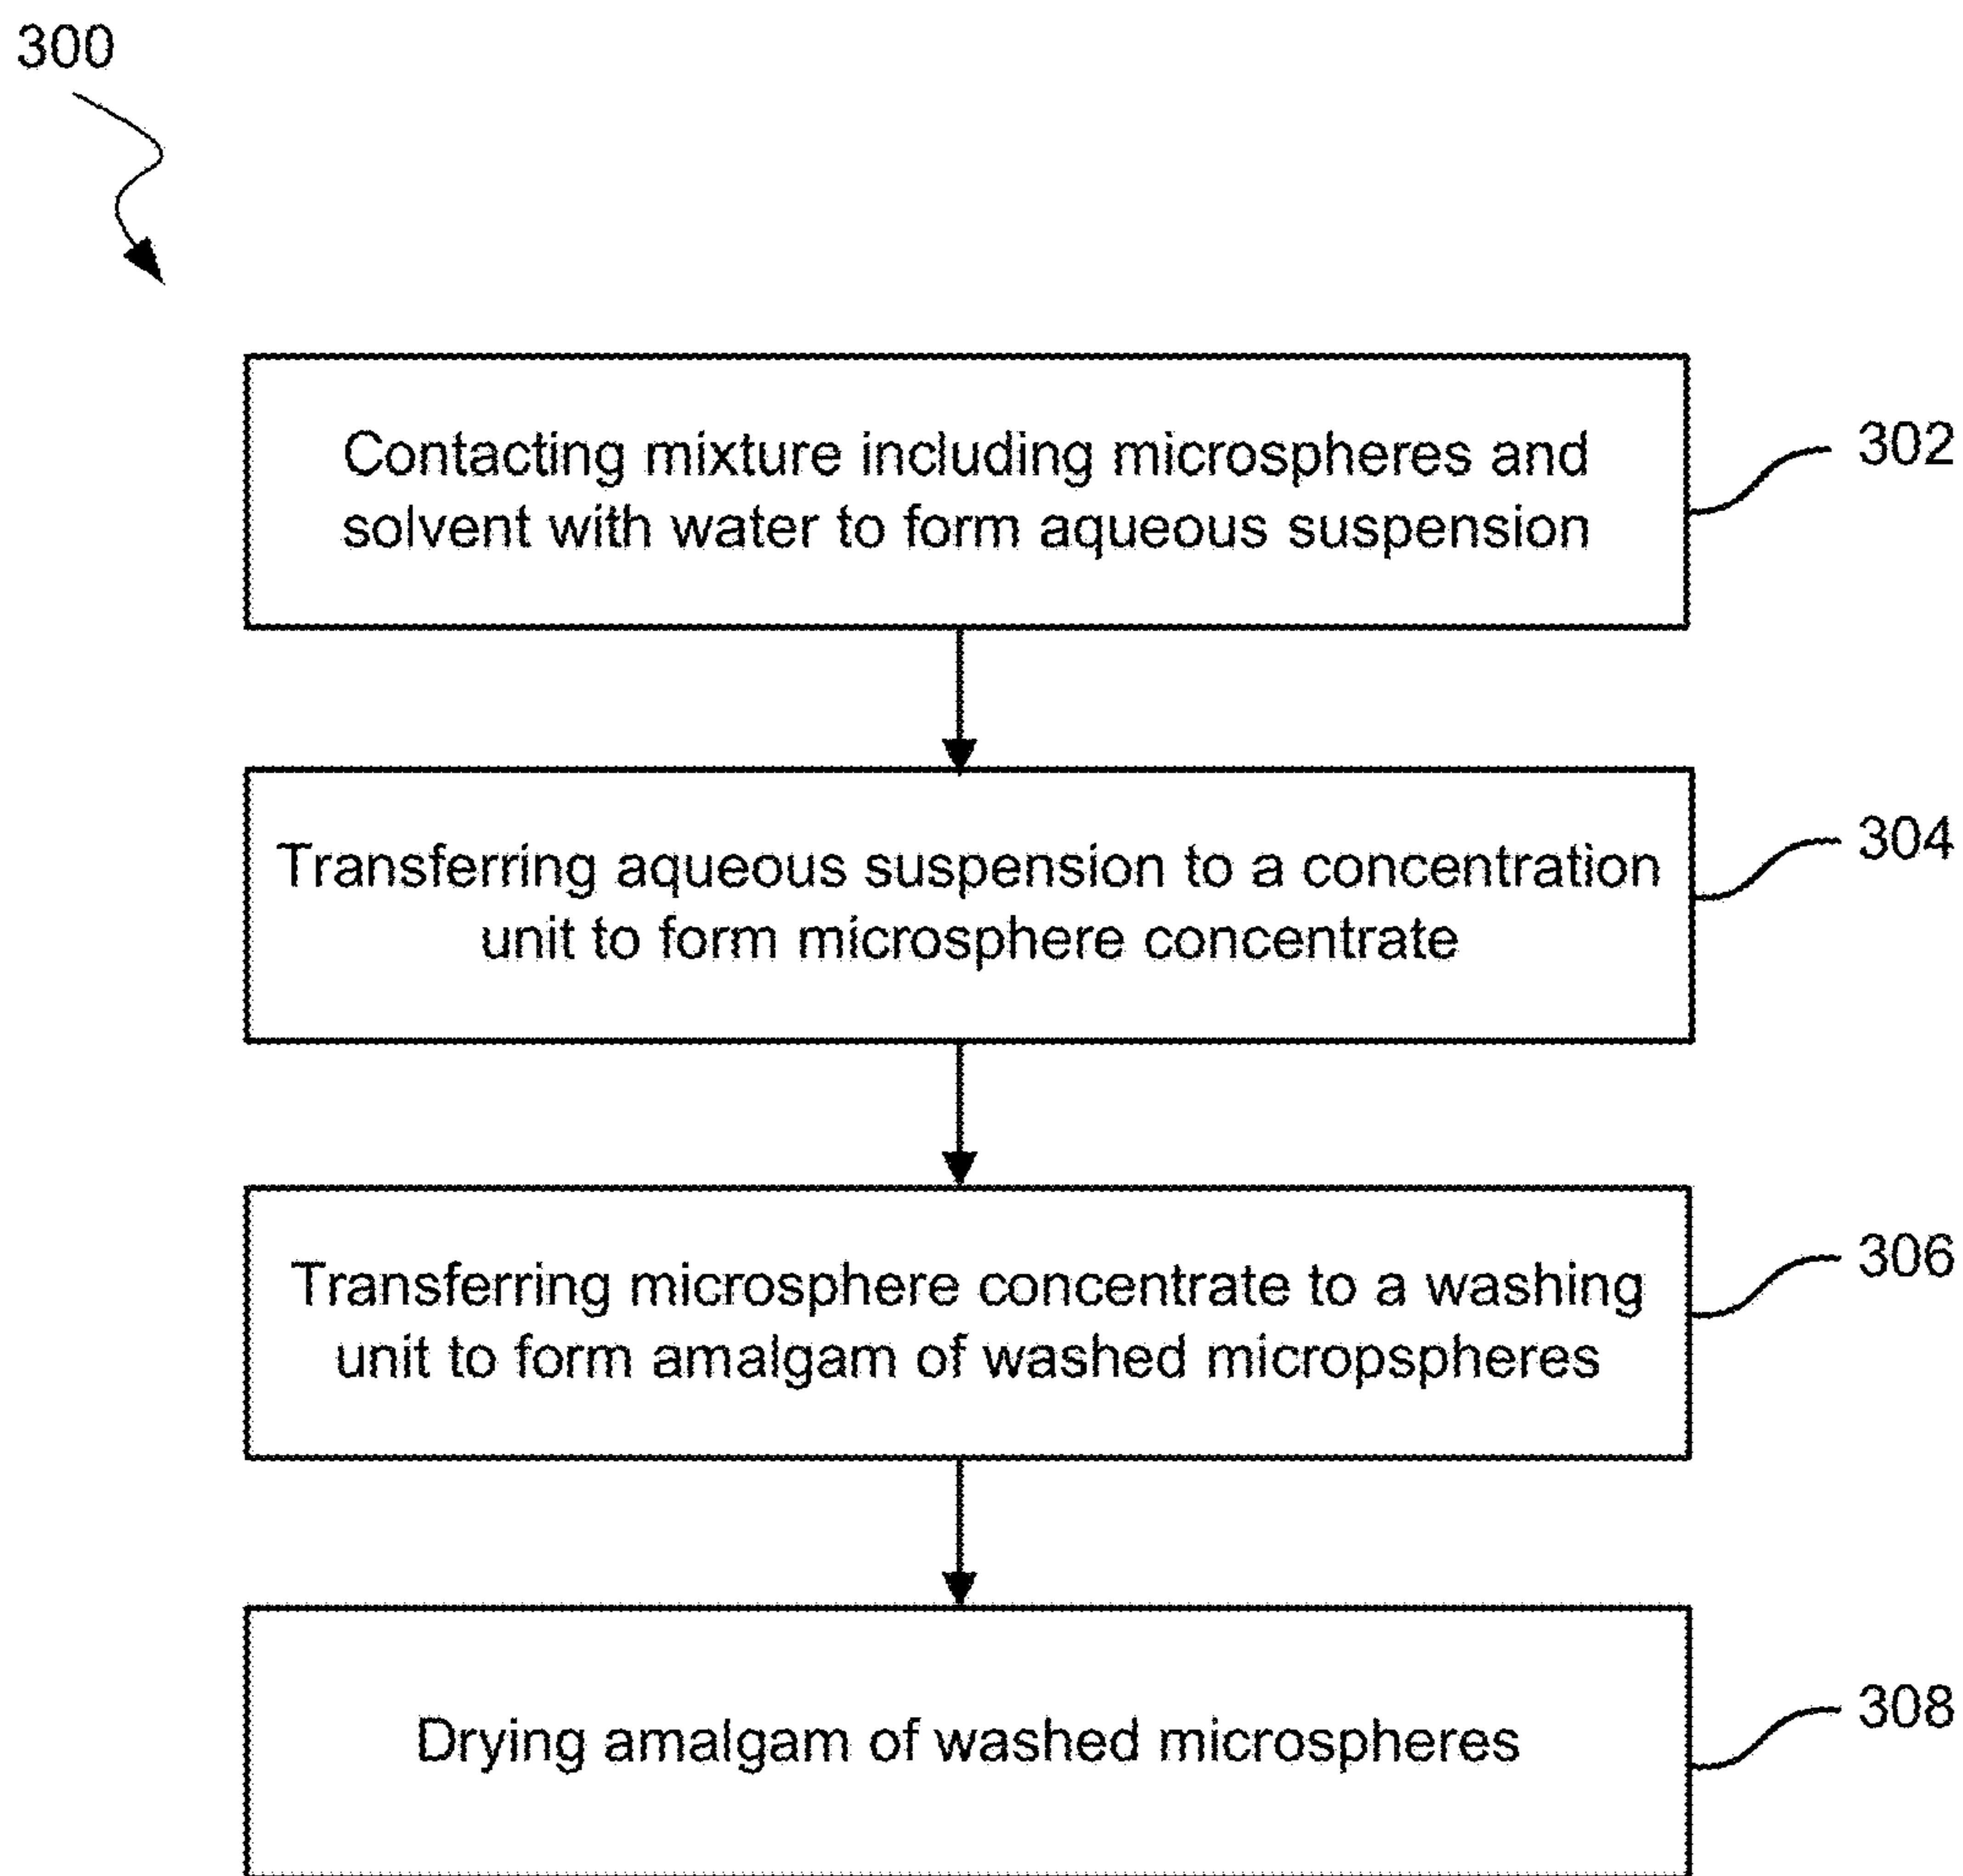 300
Contacting mixture including microspheres and
solvent with water to form aqueous suspension
302
Transferring aqueous suspension to a concentration
unit to form microsphere concentrate
304
Transferring microsphere concentrate to a washing
unit to form amalgam of washed micropspheres
306
Drying amalgam of washed microspheres
308